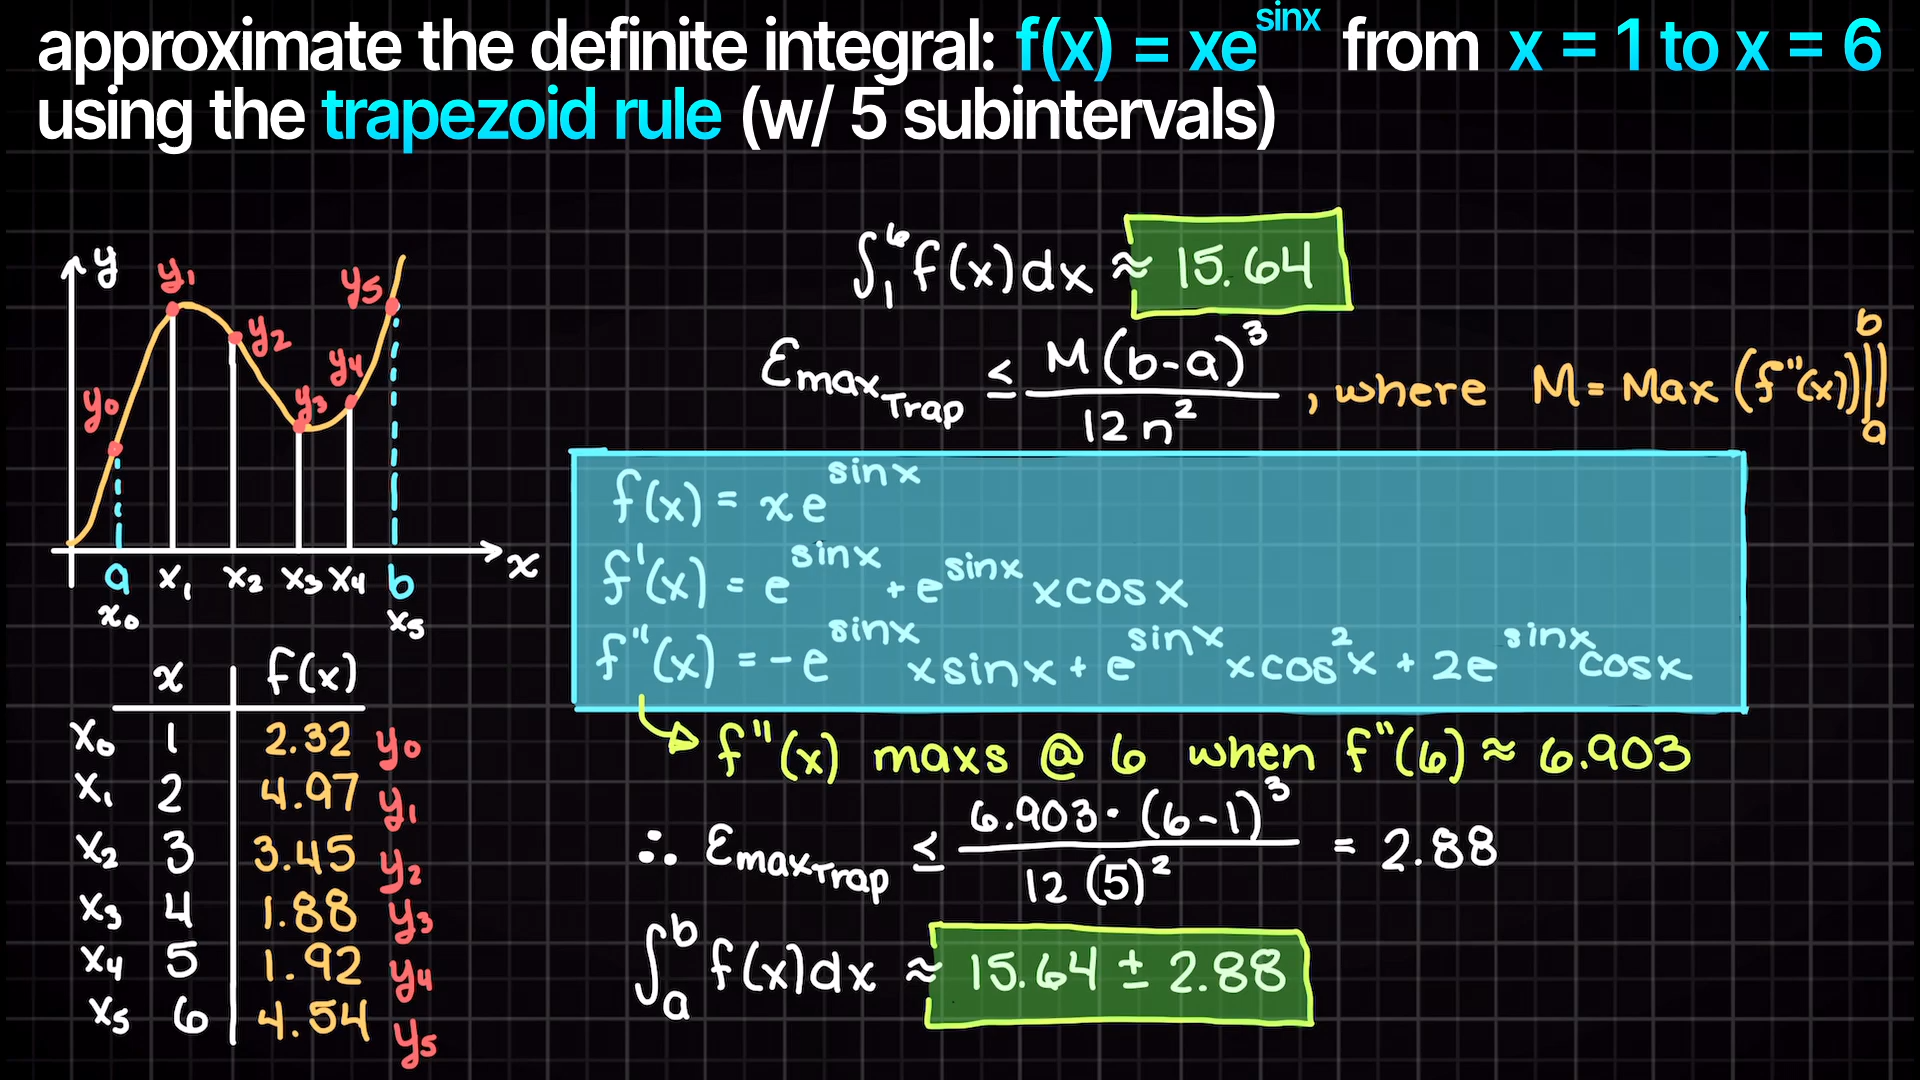 approximate the definite integral: f(x) = xe^sinx from x = 1 to x = 6
using the trapezoid rule (w/ 5 subintervals)
y
y₁
y₅
y₂
y₄
y₀
y₃
a x₁ x₂ x₃ x₄ b x
x₀ x₅
x f(x)
x₀ 1 2.32 y₀
x₁ 2 4.97 y₁
x₂ 3 3.45 y₂
x₃ 4 1.88 y₃
x₄ 5 1.92 y₄
x₅ 6 4.54 y₅
∫₁⁶ f(x)dx ≈ 15.64
Ɛmax_Trap ≤ M(b-a)³ / 12n² , where M = Max (f"(x))|| b a
f(x) = xe^sinx
f'(x) = e^sinx + e^sinx xcosx
f"(x) = -e^sinx xsinx + e^sinx xcos²x + 2e^sinx cosx
f"(x) maxs @ 6 when f"(6) ≈ 6.903
∴ Ɛmax_Trap ≤ 6.903 · (6-1)³ / 12(5)² = 2.88
∫ₐᵇ f(x)dx ≈ 15.64 ± 2.88